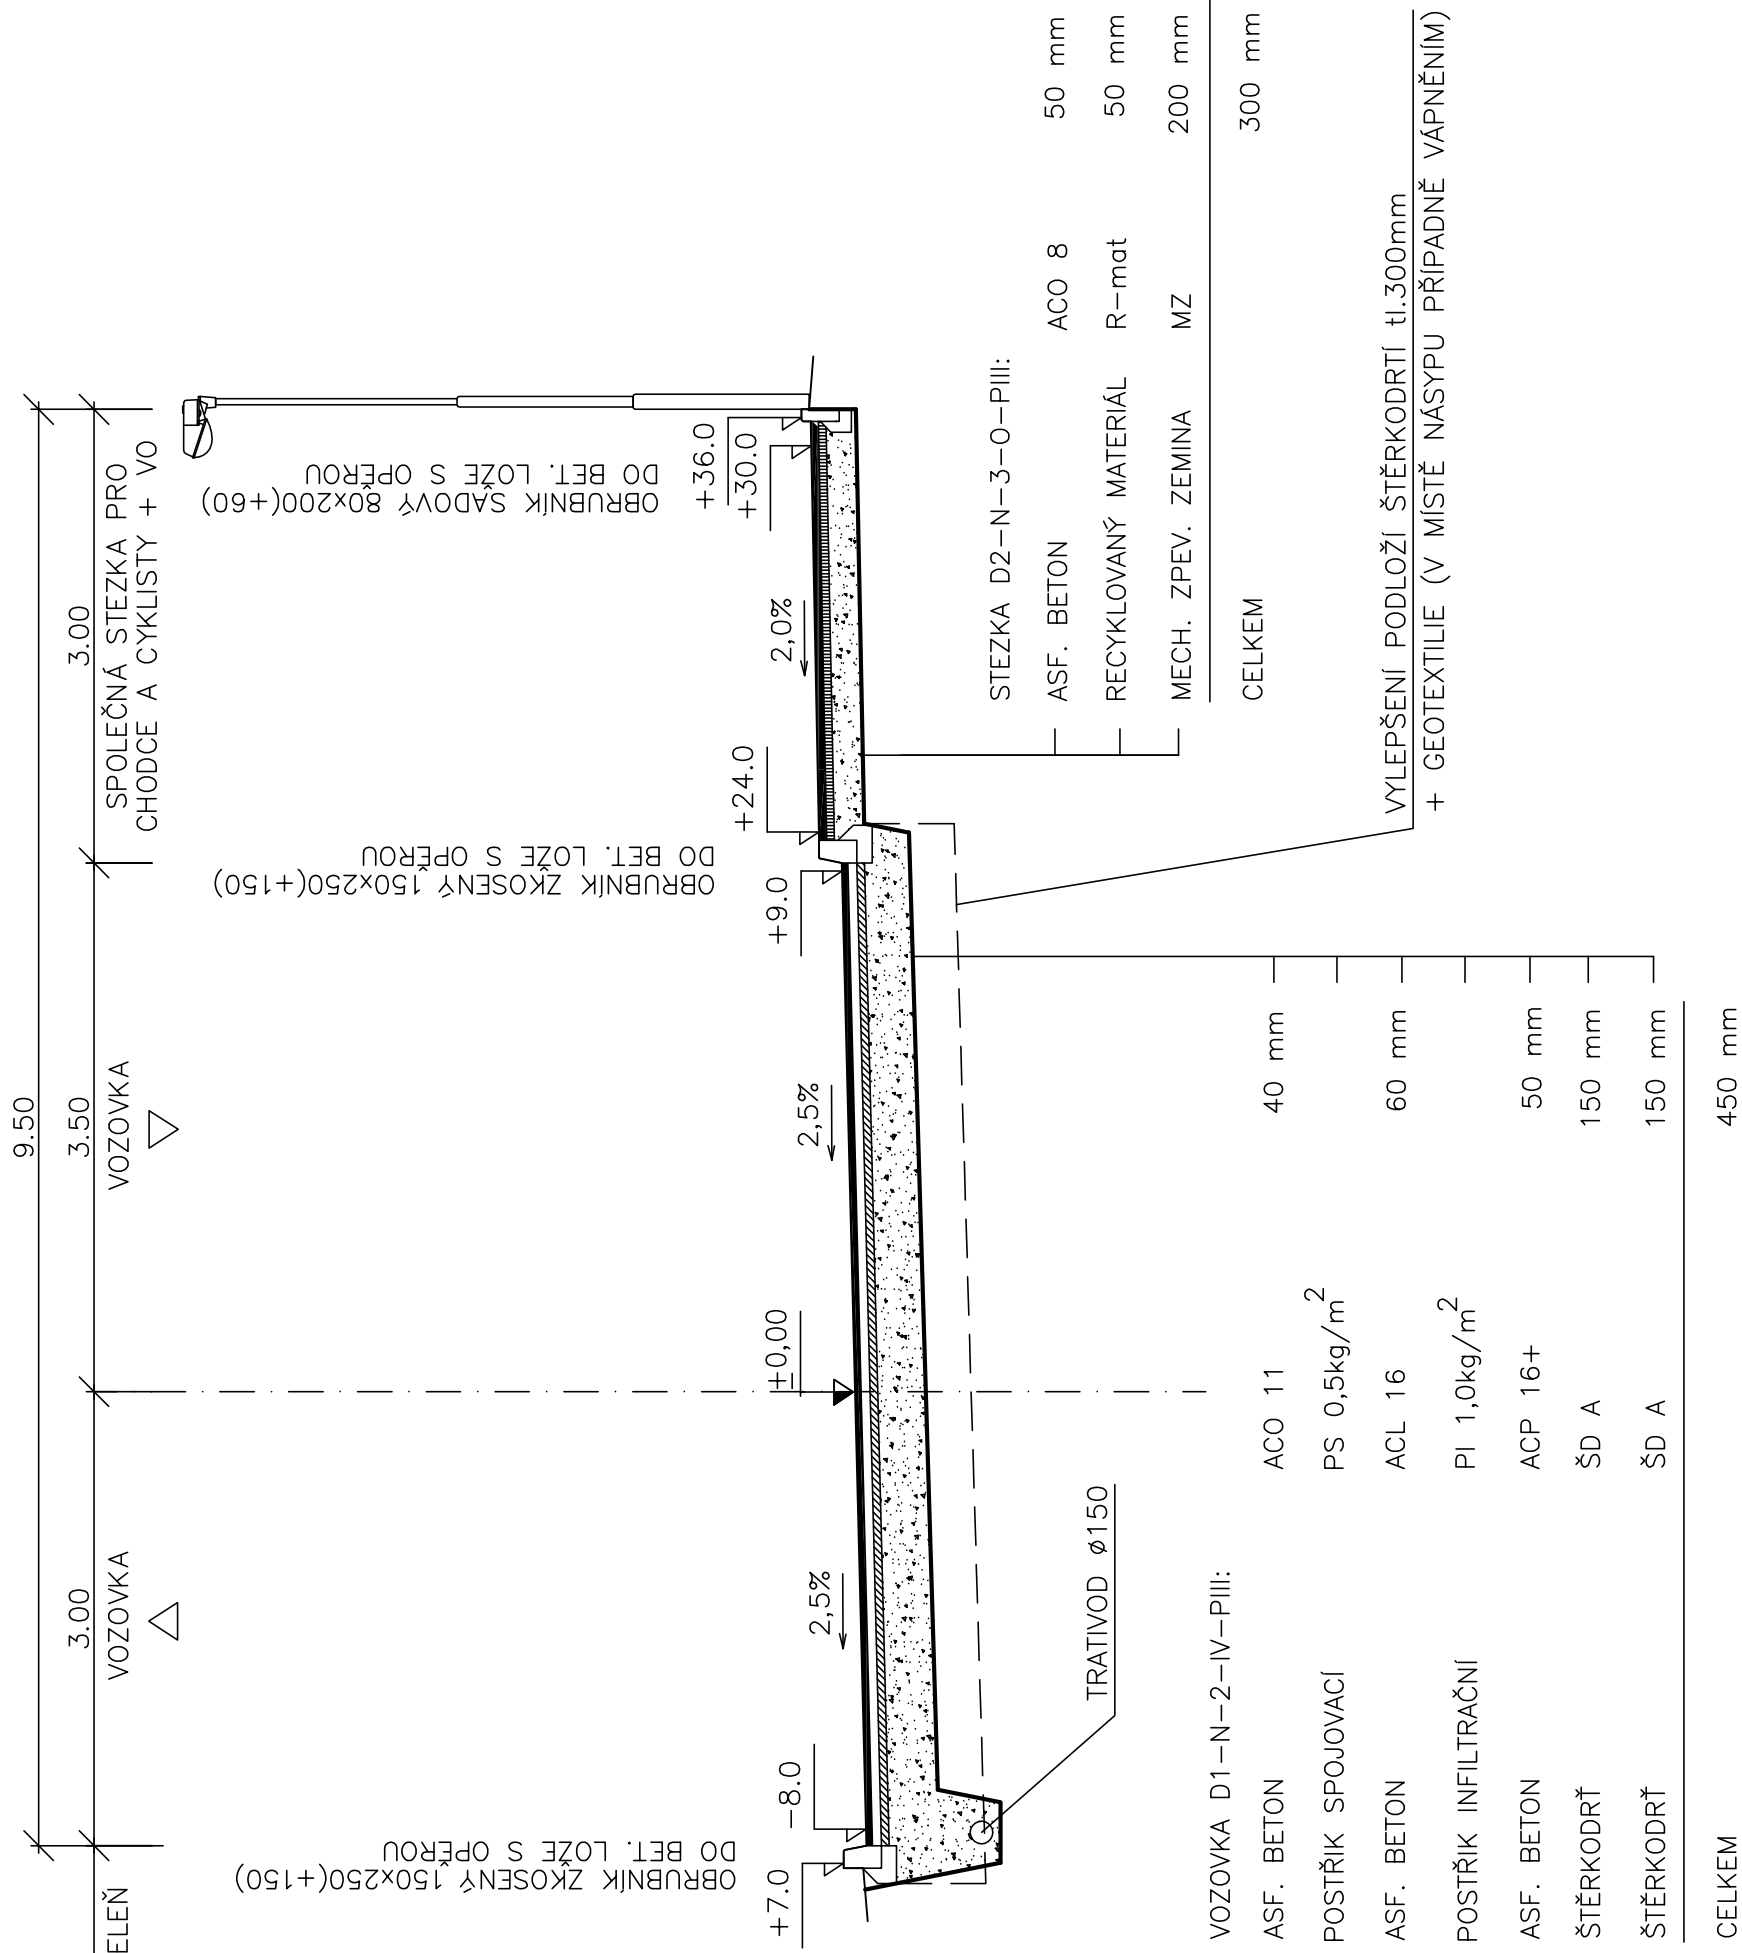 9.50
3.00
3.50
3.00
ELEŇ
VOZOVKA
VOZOVKA
SPOLEČNÁ STEZKA PRO
CHODCE A CYKLISTY + VO
OBRUBNÍK ZKOSENÝ 150x250(+150)
DO BET. LOŽE S OPĚROU
OBRUBNÍK ZKOSENÝ 150x250(+150)
DO BET. LOŽE S OPĚROU
OBRUBNÍK SADOVÝ 80x200(+60)
DO BET. LOŽE S OPĚROU
+7.0
-8.0
±0,00
+9.0
+24.0
+30.0
+36.0
2,5%
2,5%
2,0%
TRATIVOD ø150
STEZKA D2-N-3-O-PIII:
ASF. BETON ACO 8 50 mm
RECYKLOVANÝ MATERIÁL R-mat 50 mm
MECH. ZPEV. ZEMINA MZ 200 mm
CELKEM 300 mm
VYLEPŠENÍ PODLOŽÍ ŠTĚRKODRTÍ tl.300mm
+ GEOTEXTILIE (V MÍSTĚ NÁSYPU PŘÍPADNĚ VÁPNĚNÍM)
VOZOVKA D1-N-2-IV-PIII:
ASF. BETON ACO 11 40 mm
POSTŘIK SPOJOVACÍ PS 0,5kg/m²
ASF. BETON ACL 16 60 mm
POSTŘIK INFILTRAČNÍ PI 1,0kg/m²
ASF. BETON ACP 16+ 50 mm
ŠTĚRKODRŤ ŠD A 150 mm
ŠTĚRKODRŤ ŠD A 150 mm
CELKEM 450 mm